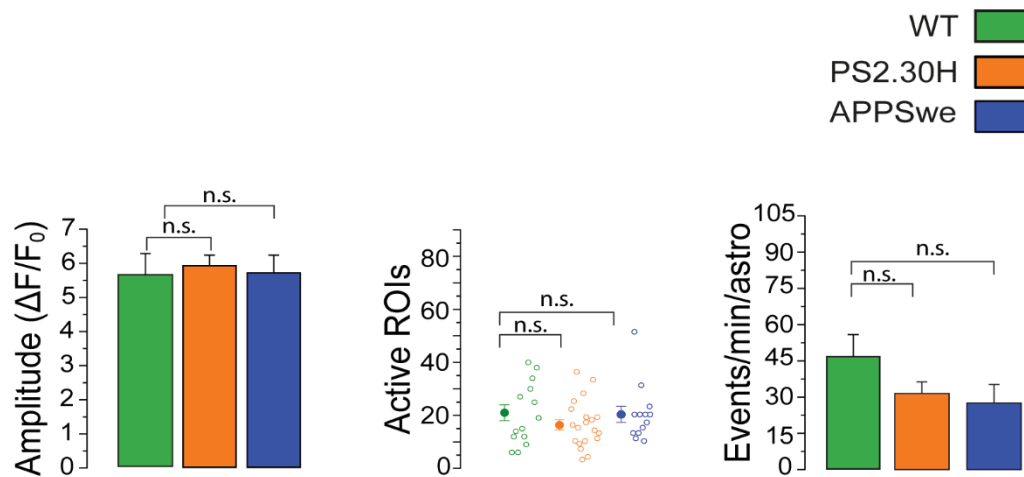 WT
PS2.30H
APPSwe
Amplitude (ΔF/F0)
7
6
5
4
3
2
1
0
n.s.
n.s.
Active ROIs
80
60
40
20
0
n.s.
n.s.
Events/min/astro
105
90
75
60
45
30
15
0
n.s.
n.s.